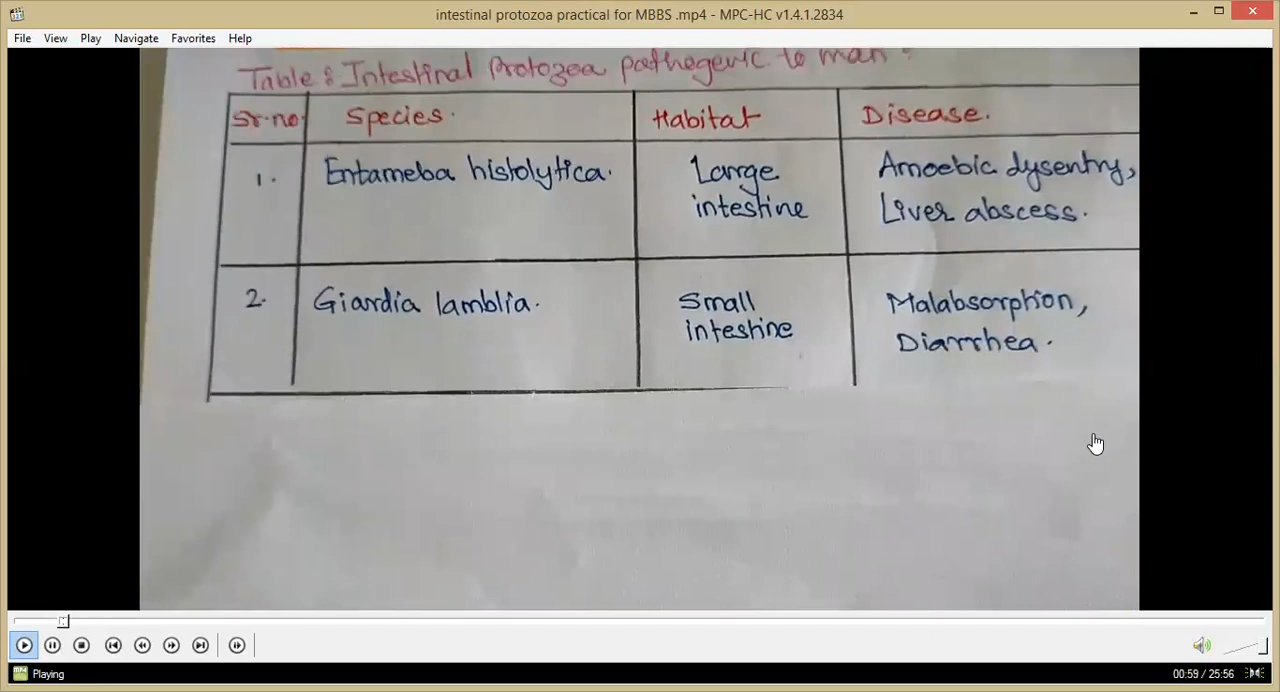 intestinal protozoa practical for MBBS .mp4 - MPC-HC v1.4.1.2834
File View Play Navigate Favorites Help
Table : Intestinal Protozoa pathogenic to man
Sr.no. Species. Habitat Disease.
1. Entameba histolytica. Large intestine Amoebic dysentry, Liver abscess.
2. Giardia lamblia. Small intestine Malabsorption, Diarrhea.
Playing 00:59 / 25:56